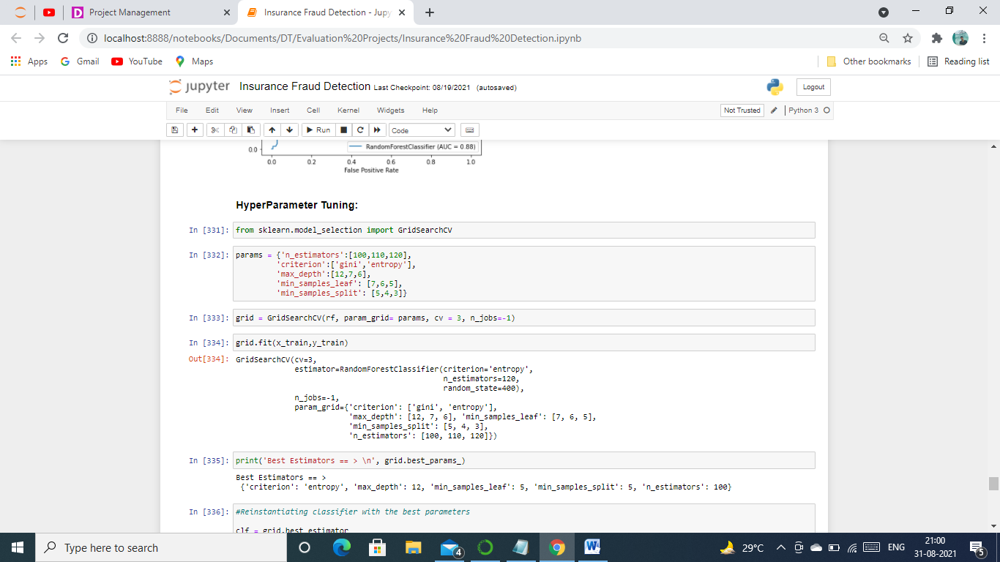 Project Management
Insurance Fraud Detection - Jupy
localhost:8888/notebooks/Documents/DT/Evaluation%20Projects/Insurance%20Fraud%20Detection.ipynb
Apps Gmail YouTube Maps Other bookmarks Reading list
jupyter Insurance Fraud Detection Last Checkpoint: 08/19/2021 (autosaved) Logout
File Edit View Insert Cell Kernel Widgets Help Not Trusted Python 3
Run Code
0.0 RandomForestClassifier (AUC = 0.88)
0.0 0.2 0.4 0.6 0.8 1.0
False Positive Rate
HyperParameter Tuning:
In [331]: from sklearn.model_selection import GridSearchCV
In [332]: params = {'n_estimators':[100,110,120],
'criterion':['gini','entropy'],
'max_depth':[12,7,6],
'min_samples_leaf': [7,6,5],
'min_samples_split': [5,4,3]}
In [333]: grid = GridSearchCV(rf, param_grid= params, cv = 3, n_jobs=-1)
In [334]: grid.fit(x_train,y_train)
Out[334]: GridSearchCV(cv=3,
estimator=RandomForestClassifier(criterion='entropy',
n_estimators=120,
random_state=400),
n_jobs=-1,
param_grid={'criterion': ['gini', 'entropy'],
'max_depth': [12, 7, 6], 'min_samples_leaf': [7, 6, 5],
'min_samples_split': [5, 4, 3],
'n_estimators': [100, 110, 120]})
In [335]: print('Best Estimators == > \n', grid.best_params_)
Best Estimators == >
{'criterion': 'entropy', 'max_depth': 12, 'min_samples_leaf': 5, 'min_samples_split': 5, 'n_estimators': 100}
In [336]: #Reinstantiating classifier with the best parameters
clf = grid.best_estimator
Type here to search 4 29°C ENG 21:00
31-08-2021 5